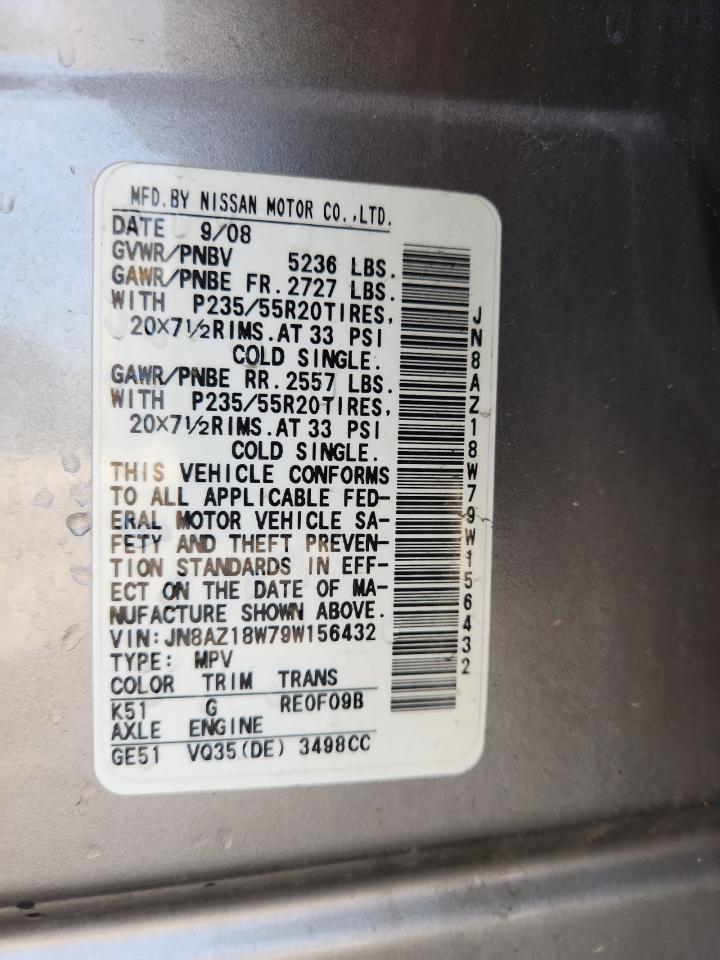 MFD.BY NISSAN MOTOR CO.,LTD.
DATE 9/08
GVWR/PNBV 5236 LBS.
GAWR/PNBE FR.2727 LBS.
WITH P235/55R20TIRES,
20×7½RIMS.AT 33 PSI
COLD SINGLE.
GAWR/PNBE RR.2557 LBS.
WITH P235/55R20TIRES,
20×7½RIMS.AT 33 PSI
COLD SINGLE.
THIS VEHICLE CONFORMS
TO ALL APPLICABLE FED-
ERAL MOTOR VEHICLE SA-
FETY AND THEFT PREVEN-
TION STANDARDS IN EFF-
ECT ON THE DATE OF MA-
NUFACTURE SHOWN ABOVE.
VIN:JN8AZ18W79W156432
TYPE: MPV
COLOR TRIM TRANS
K51 G RE0F09B
AXLE ENGINE
GE51 VQ35(DE) 3498CC
JN8AZ18W79W156432